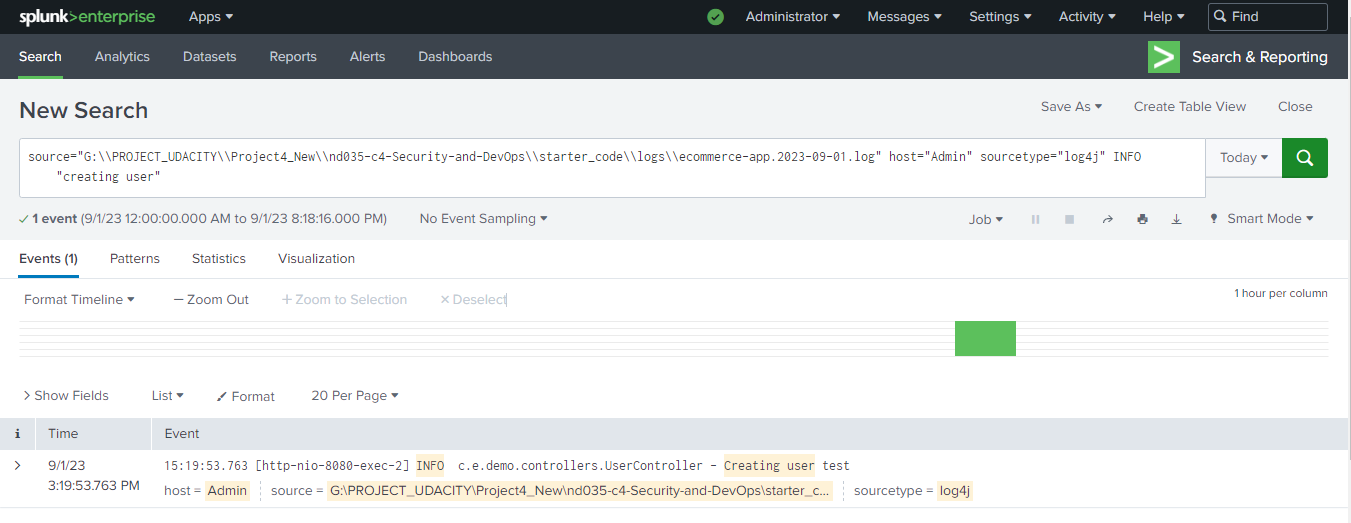 splunk>enterprise Apps Administrator Messages Settings Activity Help Find
Search Analytics Datasets Reports Alerts Dashboards Search & Reporting
New Search Save As Create Table View Close
source="G:\\PROJECT_UDACITY\\Project4_New\\nd035-c4-Security-and-DevOps\\starter_code\\logs\\ecommerce-app.2023-09-01.log" host="Admin" sourcetype="log4j" INFO
"creating user"
Today
1 event (9/1/23 12:00:00.000 AM to 9/1/23 8:18:16.000 PM) No Event Sampling Job Smart Mode
Events (1) Patterns Statistics Visualization
Format Timeline — Zoom Out + Zoom to Selection × Deselect 1 hour per column
> Show Fields List Format 20 Per Page
i Time Event
> 9/1/23 15:19:53.763 [http-nio-8080-exec-2] INFO c.e.demo.controllers.UserController - Creating user test
3:19:53.763 PM host = Admin source = G:\PROJECT_UDACITY\Project4_New\nd035-c4-Security-and-DevOps\starter_c... sourcetype = log4j